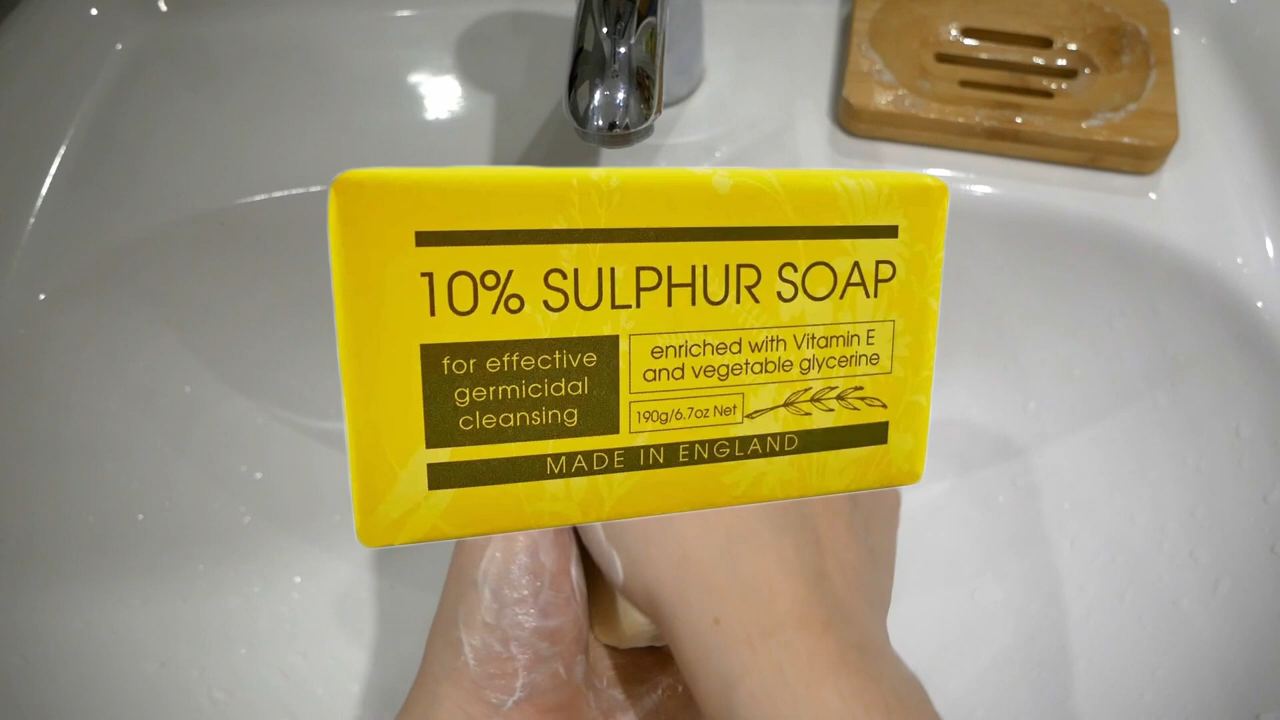 10% SULPHUR SOAP
for effective
germicidal
cleansing
enriched with Vitamin E
and vegetable glycerine
190g/6.7oz Net
MADE IN ENGLAND